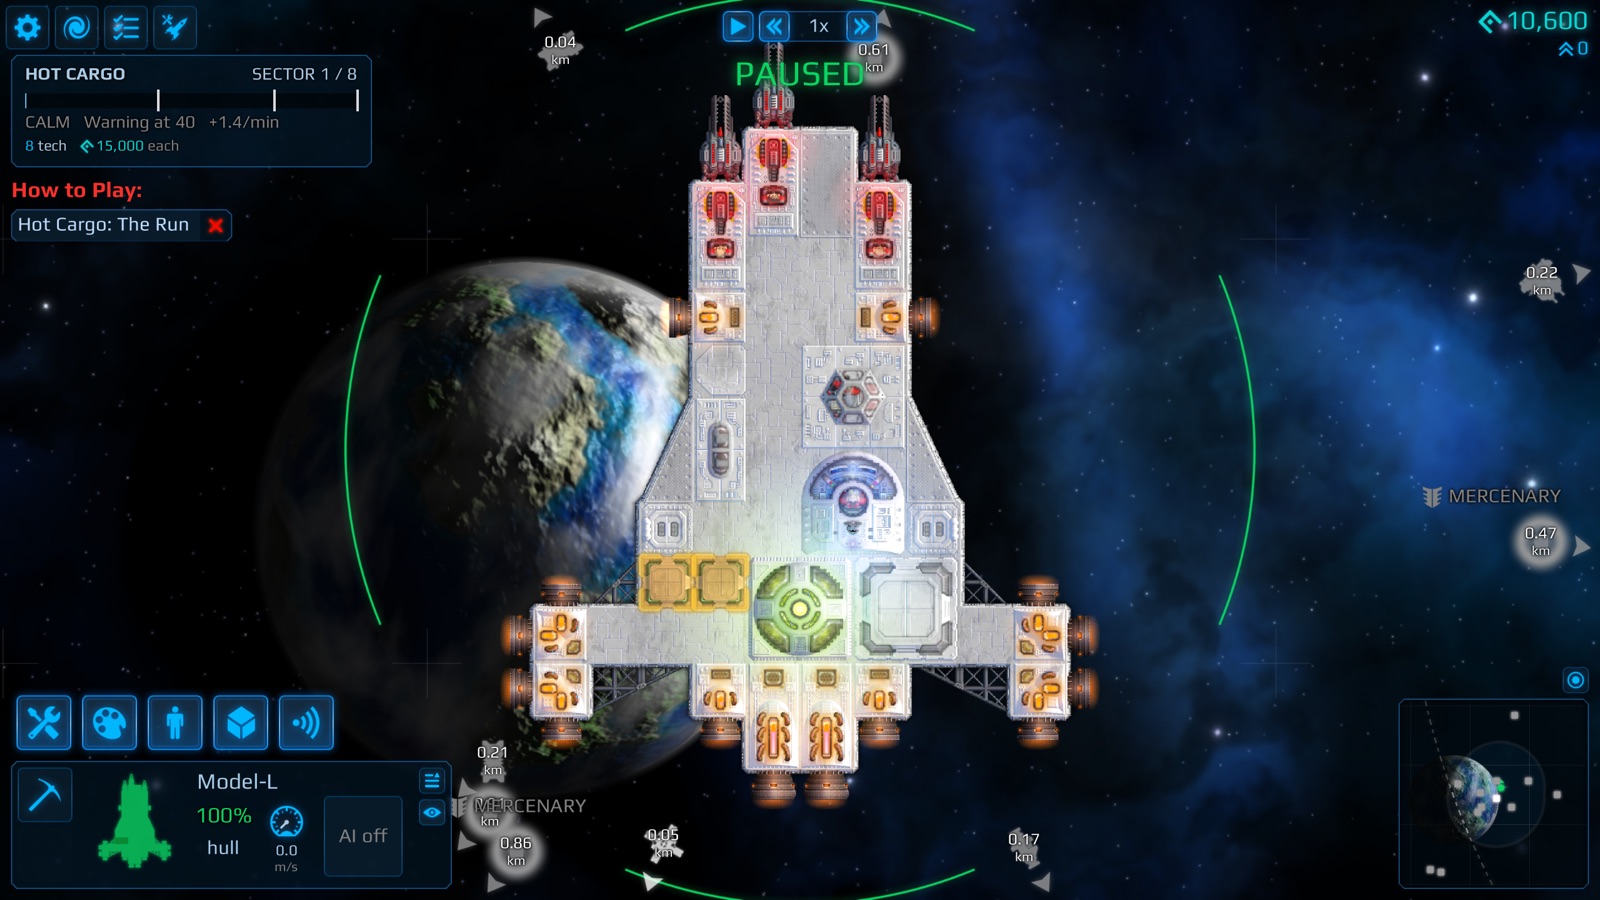 0.04
km
1x
0.61
km
PAUSED
10,600
0
HOT CARGO
SECTOR 1 / 8
CALM Warning at 40 +1.4/min
8 tech 15,000 each
How to Play:
Hot Cargo: The Run
0.22
km
MERCENARY
0.47
km
0.21
km
MERCENARY
km
0.86
km
0.05
km
0.17
km
Model-L
100%
hull
0.0
m/s
AI off